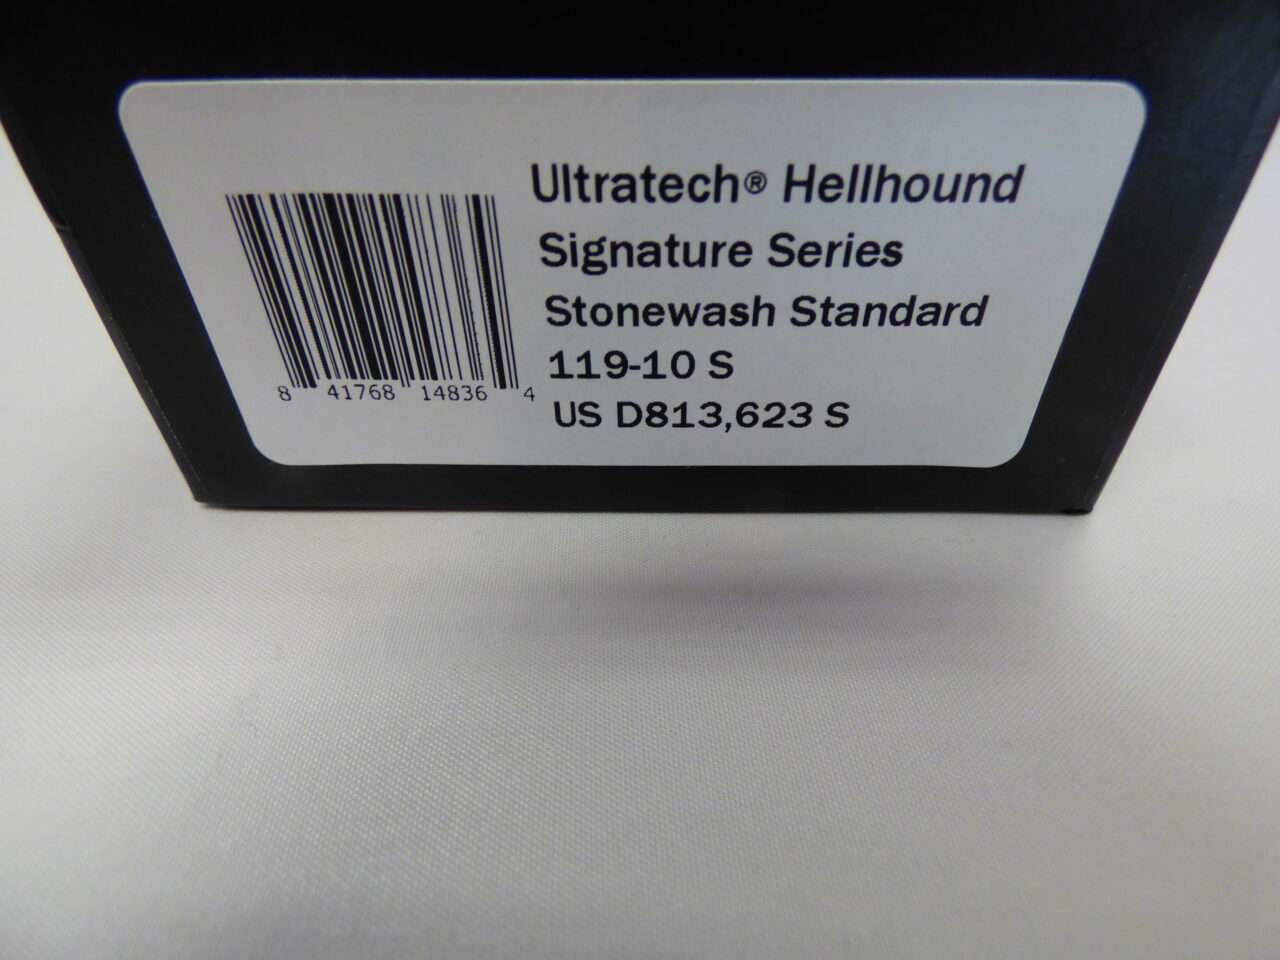 Ultratech® Hellhound
Signature Series
Stonewash Standard
119-10 S
US D813,623 S
8 41768 14836 4